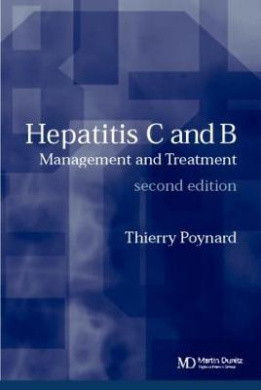 Hepatitis C and B
Management and Treatment
second edition
Thierry Poynard
MD Martin Dunitz